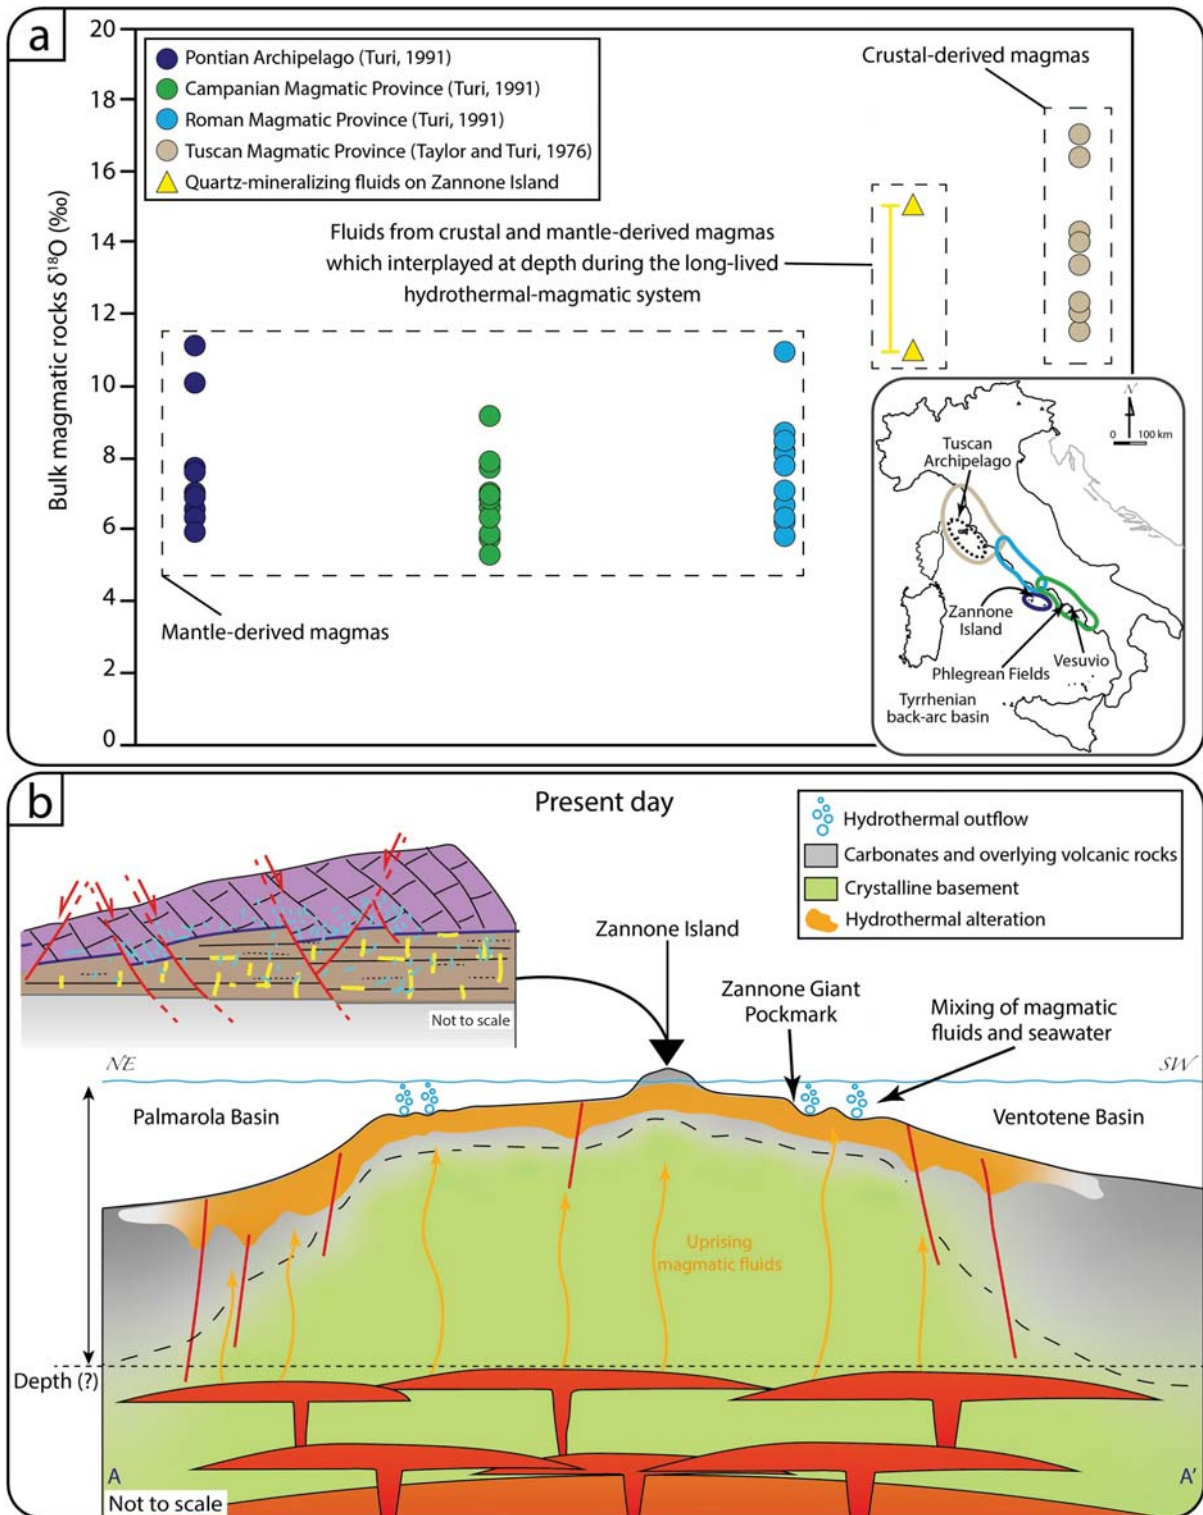 a
20
18
16
14
12
10
8
6
4
2
0
Bulk magmatic rocks δ¹⁸O (‰)
Pontian Archipelago (Turi, 1991)
Campanian Magmatic Province (Turi, 1991)
Roman Magmatic Province (Turi, 1991)
Tuscan Magmatic Province (Taylor and Turi, 1976)
Quartz-mineralizing fluids on Zannone Island
Crustal-derived magmas
Fluids from crustal and mantle-derived magmas
which interplayed at depth during the long-lived
hydrothermal-magmatic system
Mantle-derived magmas
N
0 100 km
Tuscan
Archipelago
Zannone
Island
Vesuvio
Phlegrean Fields
Tyrrhenian
back-arc basin
b
Present day
Hydrothermal outflow
Carbonates and overlying volcanic rocks
Crystalline basement
Hydrothermal alteration
Not to scale
Zannone Island
Zannone Giant
Pockmark
Mixing of magmatic
fluids and seawater
NE
SW
Palmarola Basin
Ventotene Basin
Uprising
magmatic fluids
Depth (?)
A
A'
Not to scale